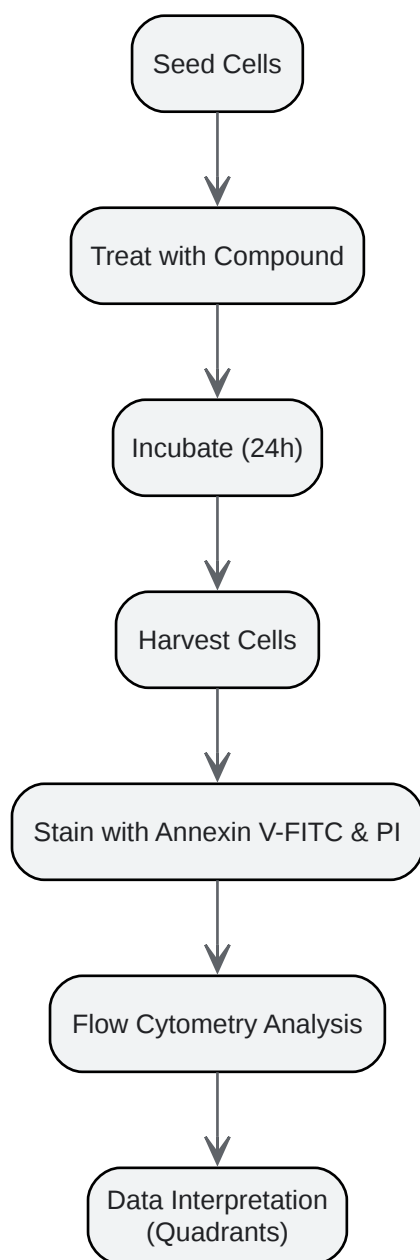 Seed Cells
Treat with Compound
Incubate (24h)
Harvest Cells
Stain with Annexin V-FITC & PI
Flow Cytometry Analysis
Data Interpretation
(Quadrants)